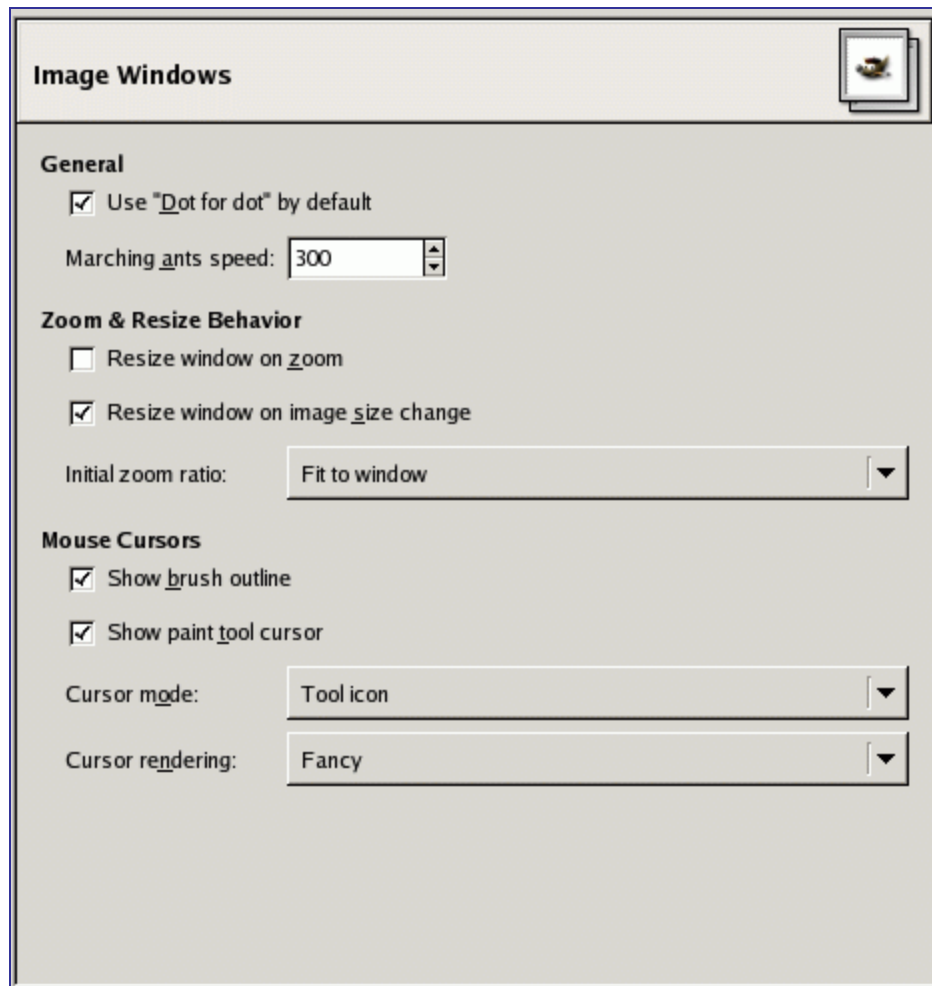 Image Windows
General
Use "Dot for dot" by default
Marching ants speed: 300
Zoom & Resize Behavior
Resize window on zoom
Resize window on image size change
Initial zoom ratio: Fit to window
Mouse Cursors
Show brush outline
Show paint tool cursor
Cursor mode: Tool icon
Cursor rendering: Fancy